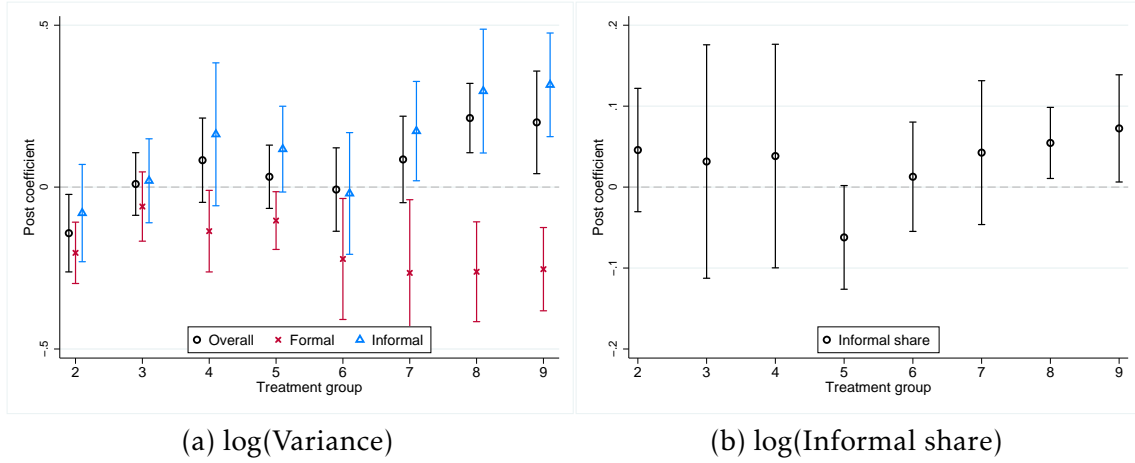 Post coefficient
.5
0
-.5
Overall Formal Informal
2 3 4 5 6 7 8 9
Treatment group
(a) log(Variance)
Post coefficient
.2
.1
0
-.1
-.2
Informal share
2 3 4 5 6 7 8 9
Treatment group
(b) log(Informal share)